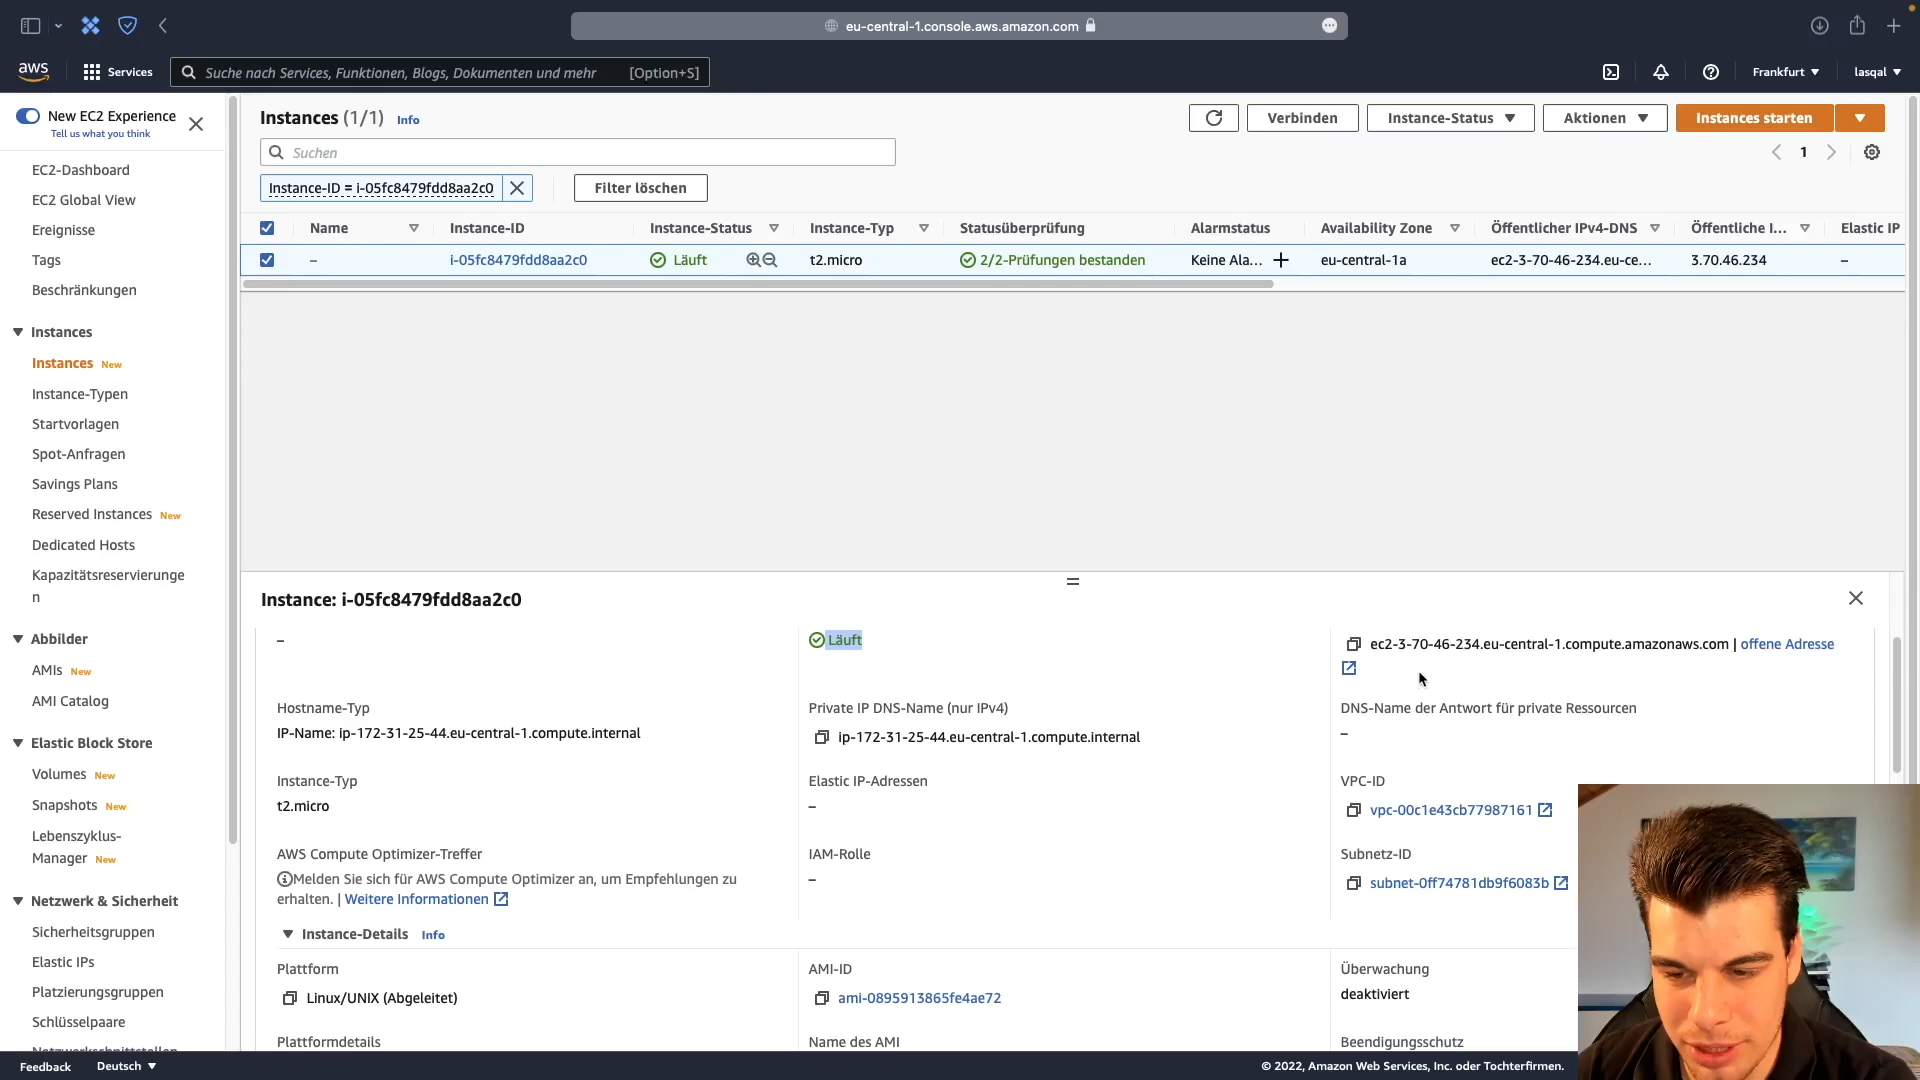 eu-central-1.console.aws.amazon.com
aws
Services
Suche nach Services, Funktionen, Blogs, Dokumenten und mehr
[Option+S]
Frankfurt
lasqal
New EC2 Experience
Tell us what you think
EC2-Dashboard
EC2 Global View
Ereignisse
Tags
Beschränkungen
Instances
Instances New
Instance-Typen
Startvorlagen
Spot-Anfragen
Savings Plans
Reserved Instances New
Dedicated Hosts
Kapazitätsreservierunge
n
Abbilder
AMIs New
AMI Catalog
Elastic Block Store
Volumes New
Snapshots New
Lebenszyklus-
Manager New
Netzwerk & Sicherheit
Sicherheitsgruppen
Elastic IPs
Platzierungsgruppen
Schlüsselpaare
Netzwerkschnittstellen
Instances (1/1) Info
Verbinden
Instance-Status
Aktionen
Instances starten
Suchen
1
Instance-ID = i-05fc8479fdd8aa2c0
Filter löschen
Name Instance-ID Instance-Status Instance-Typ Statusüberprüfung Alarmstatus Availability Zone Öffentlicher IPv4-DNS Öffentliche I... Elastic IP
– i-05fc8479fdd8aa2c0 Läuft t2.micro 2/2-Prüfungen bestanden Keine Ala... eu-central-1a ec2-3-70-46-234.eu-ce... 3.70.46.234 –
Instance: i-05fc8479fdd8aa2c0
– Läuft ec2-3-70-46-234.eu-central-1.compute.amazonaws.com | offene Adresse
Hostname-Typ
IP-Name: ip-172-31-25-44.eu-central-1.compute.internal
Private IP DNS-Name (nur IPv4)
ip-172-31-25-44.eu-central-1.compute.internal
DNS-Name der Antwort für private Ressourcen
–
Instance-Typ
t2.micro
Elastic IP-Adressen
–
VPC-ID
vpc-00c1e43cb77987161
AWS Compute Optimizer-Treffer
Melden Sie sich für AWS Compute Optimizer an, um Empfehlungen zu
erhalten. | Weitere Informationen
IAM-Rolle
–
Subnetz-ID
subnet-0ff74781db9f6083b
Instance-Details Info
Plattform
Linux/UNIX (Abgeleitet)
AMI-ID
ami-0895913865fe4ae72
Überwachung
deaktiviert
Plattformdetails
Name des AMI
Beendigungsschutz
Feedback
Deutsch
© 2022, Amazon Web Services, Inc. oder Tochterfirmen.